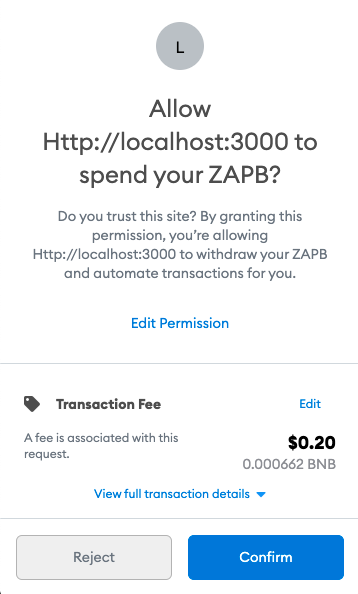 L
Allow
Http://localhost:3000 to
spend your ZAPB?
Do you trust this site? By granting this
permission, you’re allowing
Http://localhost:3000 to withdraw your ZAPB
and automate transactions for you.
Edit Permission
Transaction Fee
Edit
A fee is associated with this
request.
$0.20
0.000662 BNB
View full transaction details
Reject
Confirm